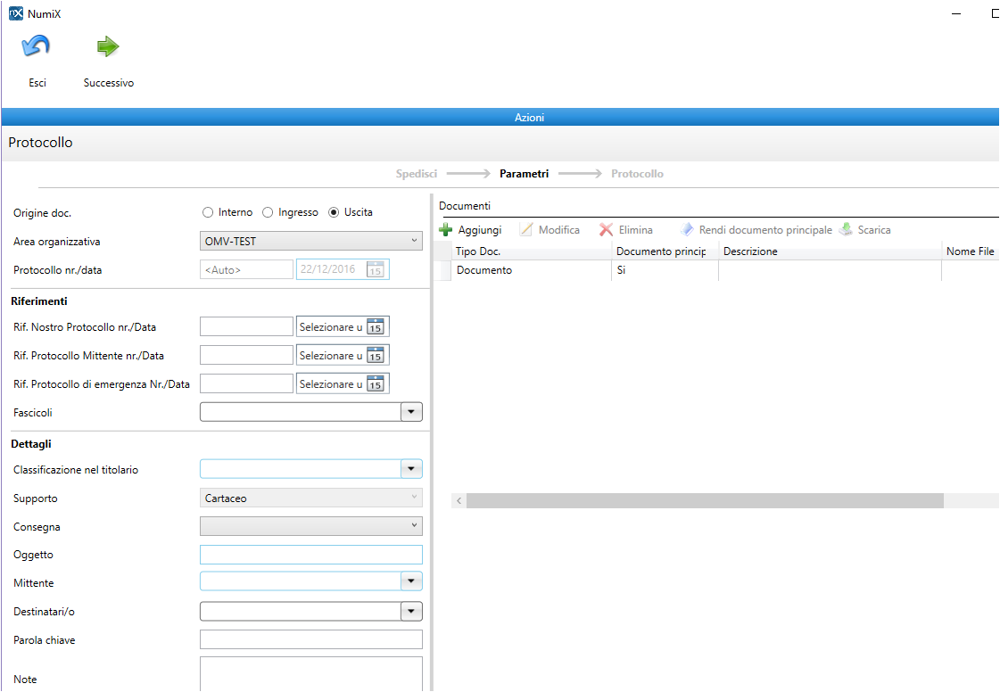 NumiX
Esci
Successivo
Azioni
Protocollo
Spedisci
Parametri
Protocollo
Origine doc.
Interno
Ingresso
Uscita
Area organizzativa
OMV-TEST
Protocollo nr./data
<Auto>
22/12/2016
15
Riferimenti
Rif. Nostro Protocollo nr./Data
Selezionare u
15
Rif. Protocollo Mittente nr./Data
Selezionare u
15
Rif. Protocollo di emergenza Nr./Data
Selezionare u
15
Fascicoli
Dettagli
Classificazione nel titolario
Supporto
Cartaceo
Consegna
Oggetto
Mittente
Destinatari/o
Parola chiave
Note
Documenti
Aggiungi
Modifica
Elimina
Rendi documento principale
Scarica
Tipo Doc.
Documento princip
Descrizione
Nome File
Documento
Si